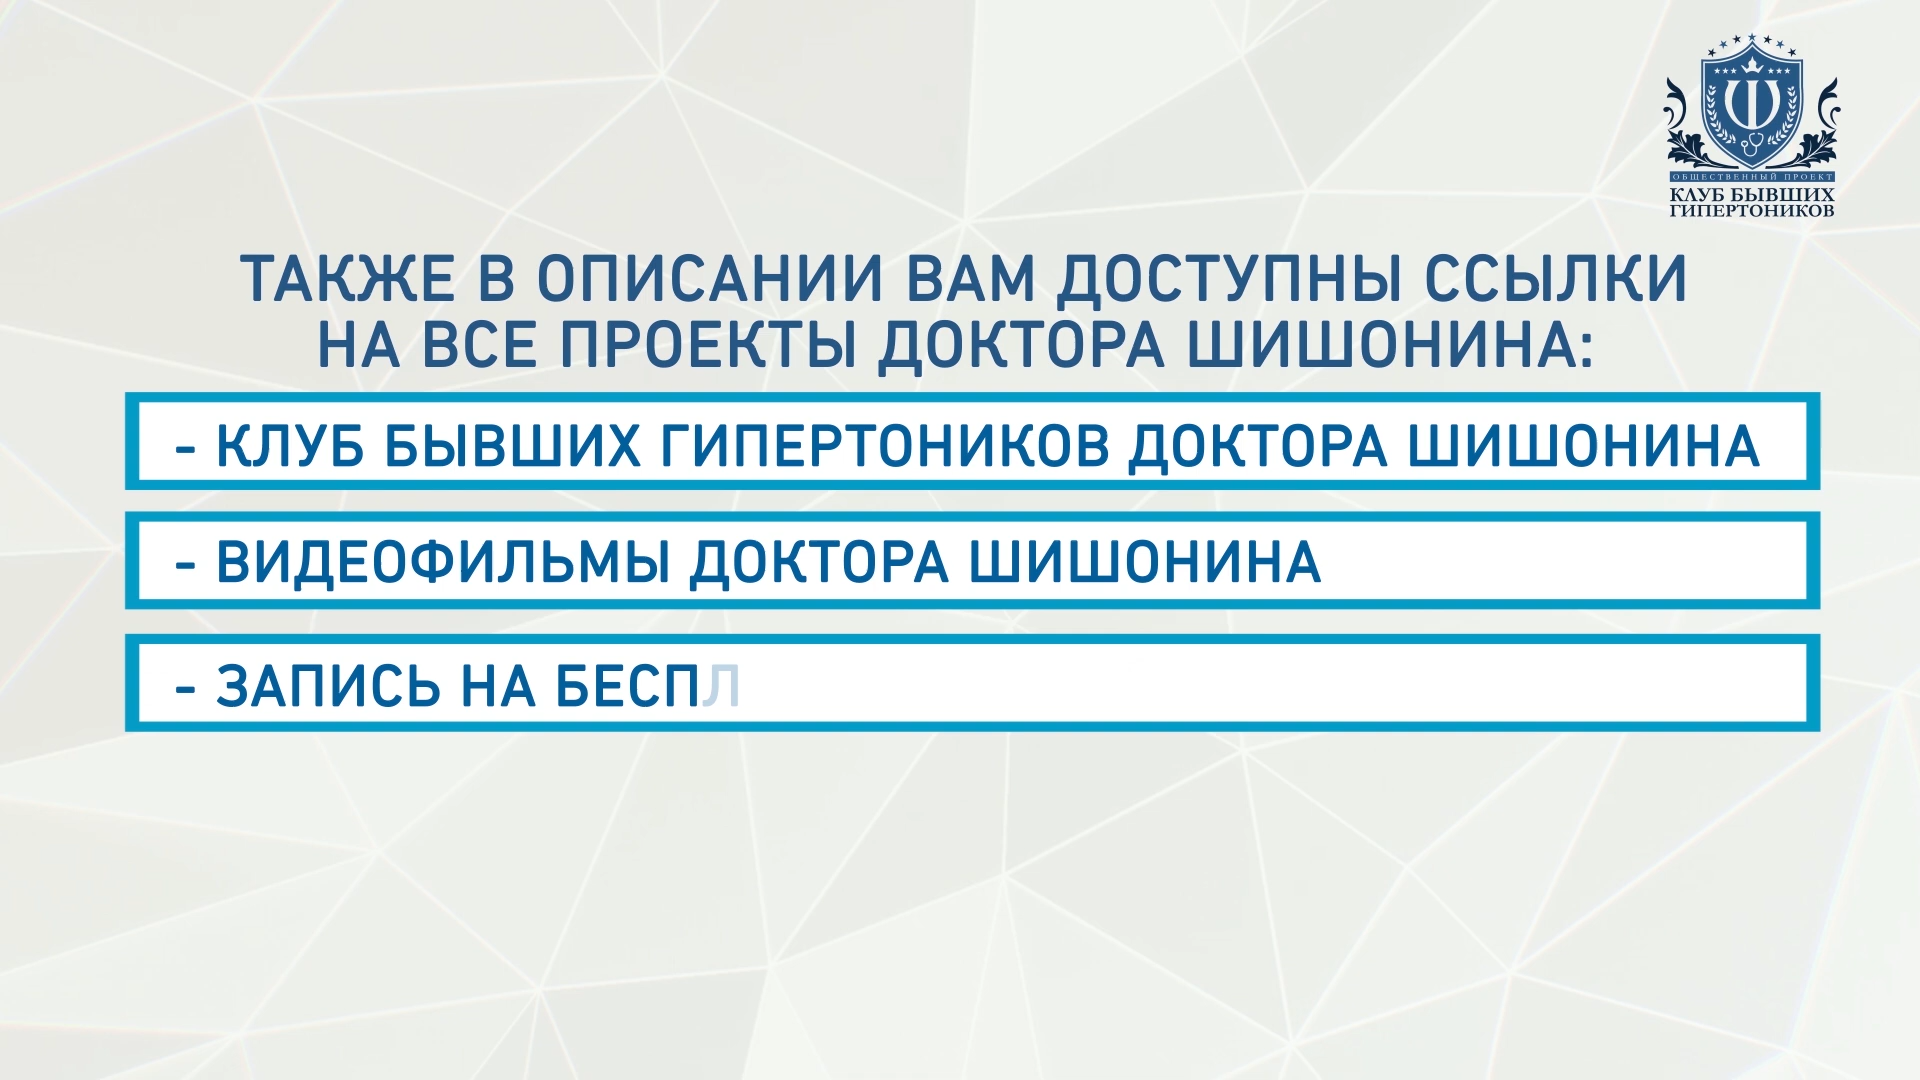 ОБЩЕСТВЕННЫЙ ПРОЕКТ
КЛУБ БЫВШИХ
ГИПЕРТОНИКОВ
ТАКЖЕ В ОПИСАНИИ ВАМ ДОСТУПНЫ ССЫЛКИ
НА ВСЕ ПРОЕКТЫ ДОКТОРА ШИШОНИНА:
- КЛУБ БЫВШИХ ГИПЕРТОНИКОВ ДОКТОРА ШИШОНИНА
- ВИДЕОФИЛЬМЫ ДОКТОРА ШИШОНИНА
- ЗАПИСЬ НА БЕСПЛ